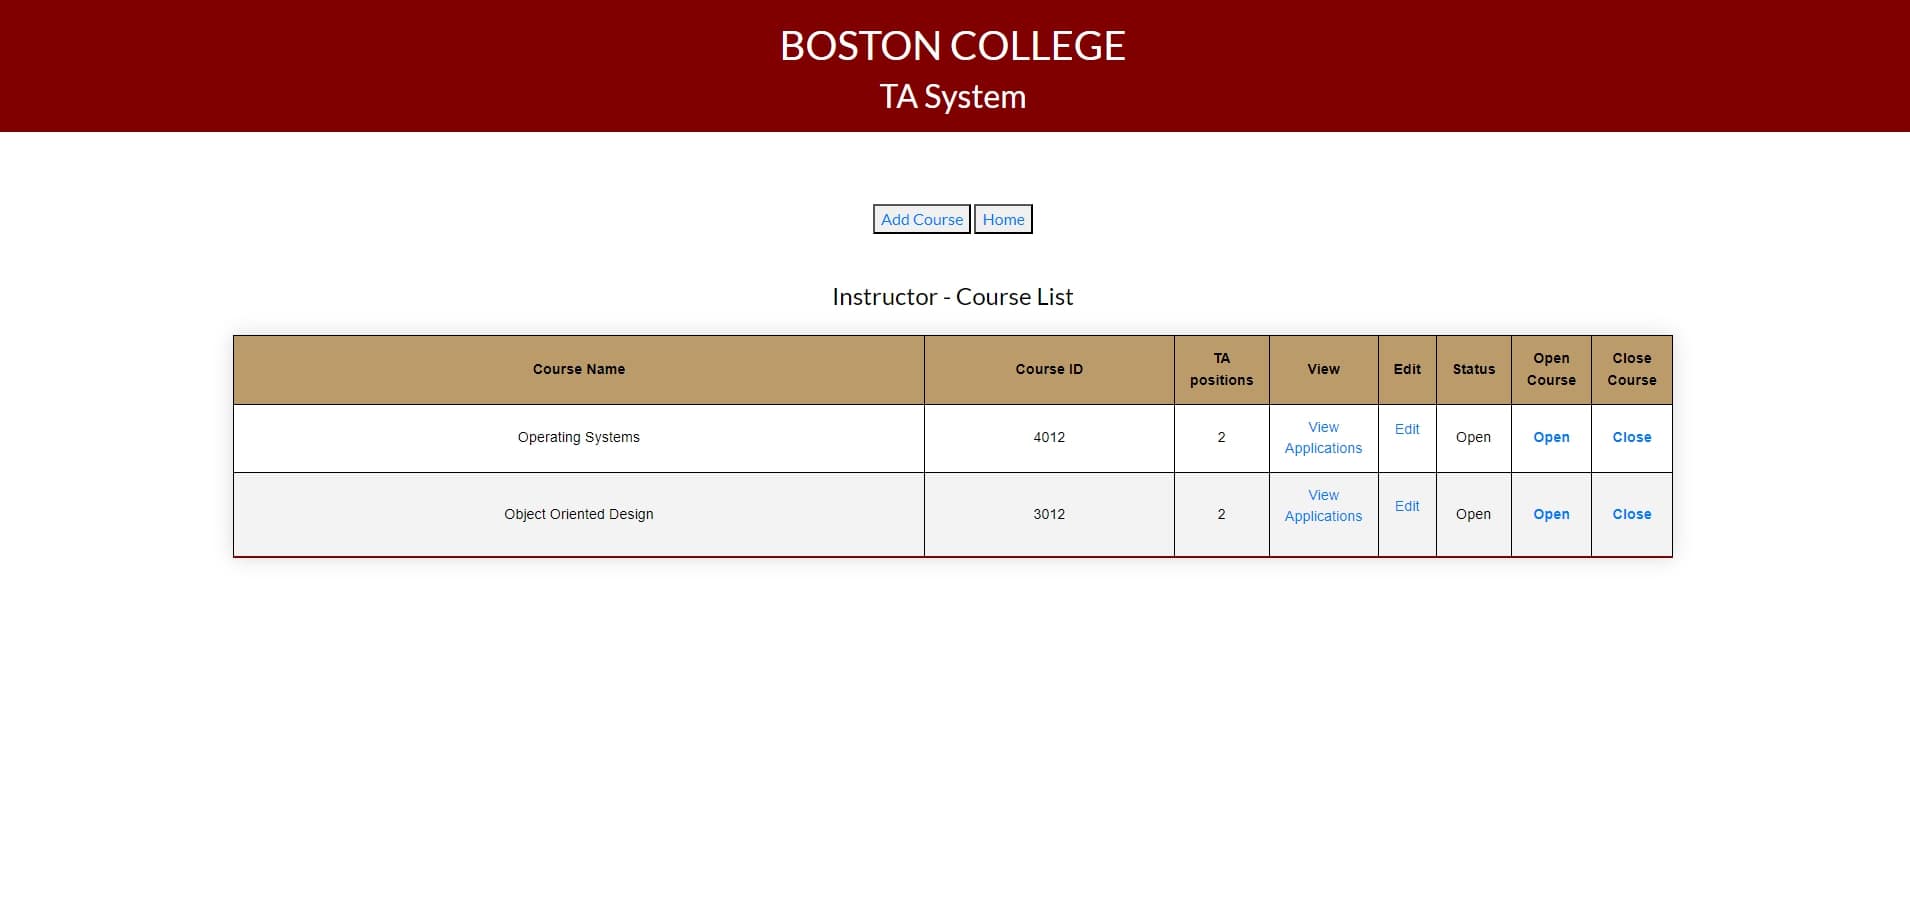 BOSTON COLLEGE
TA System
Add Course Home
Instructor - Course List
Course Name Course ID TA positions View Edit Status Open Course Close Course
Operating Systems 4012 2 View Applications Edit Open Open Close
Object Oriented Design 3012 2 View Applications Edit Open Open Close